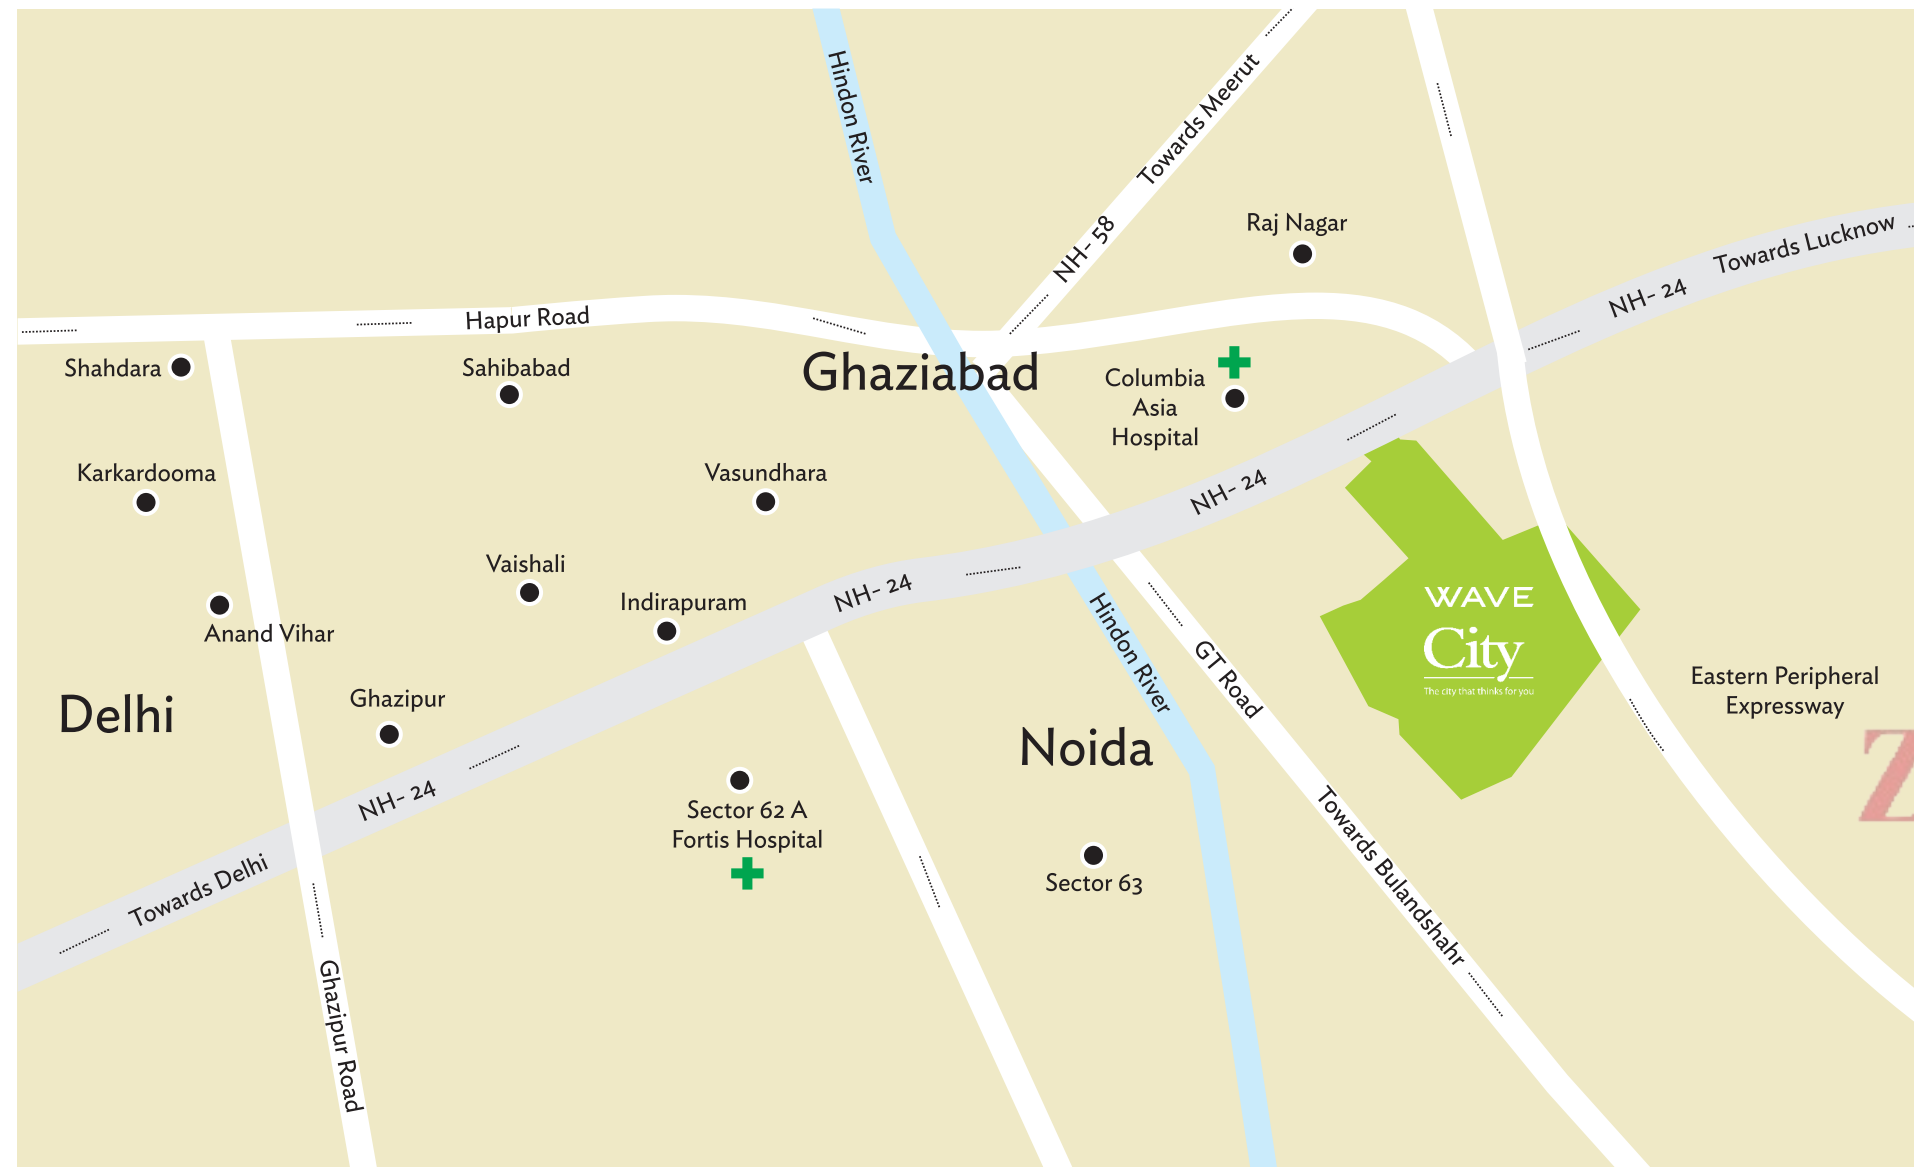 Hindon River
Towards Meerut
NH- 58
Raj Nagar
Towards Lucknow
NH- 24
Hapur Road
Shahdara
Sahibabad
Ghaziabad
Columbia
Asia
Hospital
Karkardooma
Vasundhara
NH- 24
Vaishali
NH- 24
Indirapuram
Anand Vihar
WAVE
City
The city that thinks for you
Hindon River
GT Road
Eastern Peripheral
Expressway
Delhi
Ghazipur
Noida
Z
NH- 24
Sector 62 A
Fortis Hospital
Towards Bulandshahr
Sector 63
Towards Delhi
Ghazipur Road